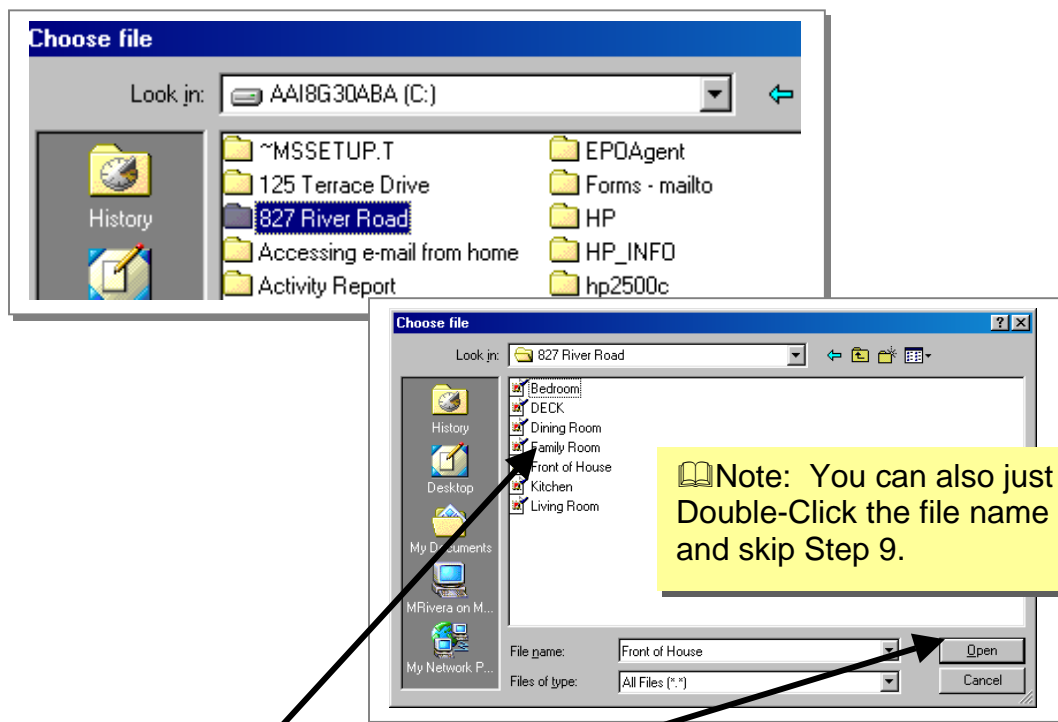 Choose file
Look in: AAI8G30ABA (C:)
~MSSETUP.T EPOAgent
125 Terrace Drive Forms - mailto
History 827 River Road HP
Accessing e-mail from home HP_INFO
Activity Report hp2500c
Choose file
Look in: 827 River Road
Bedroom
DECK
Dining Room
Family Room
Front of House
Kitchen
Living Room
History
Desktop
My Documents
MRivera on M...
My Network P...
Note: You can also just
Double-Click the file name
and skip Step 9.
File name: Front of House Open
Files of type: All Files (*.*) Cancel